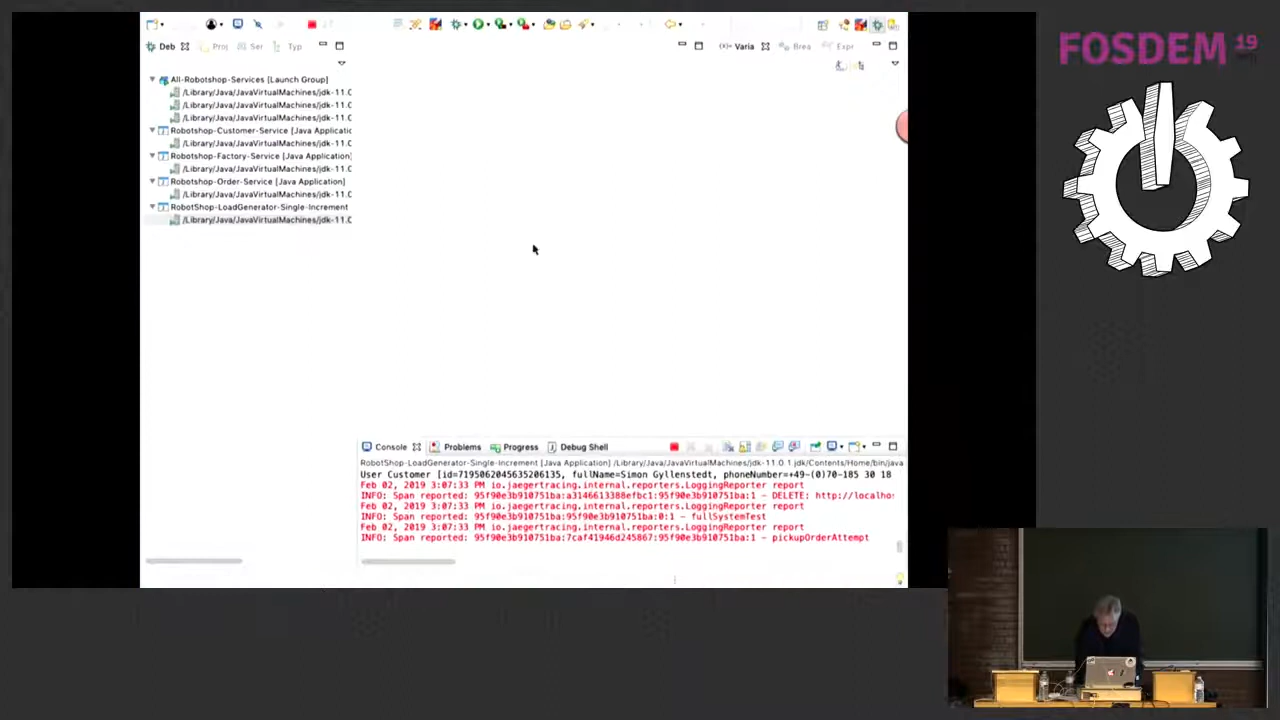 FOSDEM 19
Deb
Proj
Ser
Typ
Varia
Brea
Expr
All-Robotshop-Services [Launch Group]
/Library/Java/JavaVirtualMachines/jdk-11.0
/Library/Java/JavaVirtualMachines/jdk-11.0
/Library/Java/JavaVirtualMachines/jdk-11.0
Robotshop-Customer-Service [Java Applicatio
/Library/Java/JavaVirtualMachines/jdk-11.0
Robotshop-Factory-Service [Java Application]
/Library/Java/JavaVirtualMachines/jdk-11.0
Robotshop-Order-Service [Java Application]
/Library/Java/JavaVirtualMachines/jdk-11.0
RobotShop-LoadGenerator-Single-Increment
/Library/Java/JavaVirtualMachines/jdk-11.0
Console Problems Progress Debug Shell
RobotShop-LoadGenerator-Single-Increment [Java Application] /Library/Java/JavaVirtualMachines/jdk-11.0.1.jdk/Contents/Home/bin/java
User Customer [id=7195062045635206135, fullName=Simon Gyllenstedt, phoneNumber=+49-(0)70-185 30 18
Feb 02, 2019 3:07:33 PM io.jaegertracing.internal.reporters.LoggingReporter report
INFO: Span reported: 95f90e3b910751ba:a3146613388efbc1:95f90e3b910751ba:1 - DELETE: http://localho
Feb 02, 2019 3:07:33 PM io.jaegertracing.internal.reporters.LoggingReporter report
INFO: Span reported: 95f90e3b910751ba:95f90e3b910751ba:0:1 - fullSystemTest
Feb 02, 2019 3:07:33 PM io.jaegertracing.internal.reporters.LoggingReporter report
INFO: Span reported: 95f90e3b910751ba:7caf41946d245867:95f90e3b910751ba:1 - pickupOrderAttempt